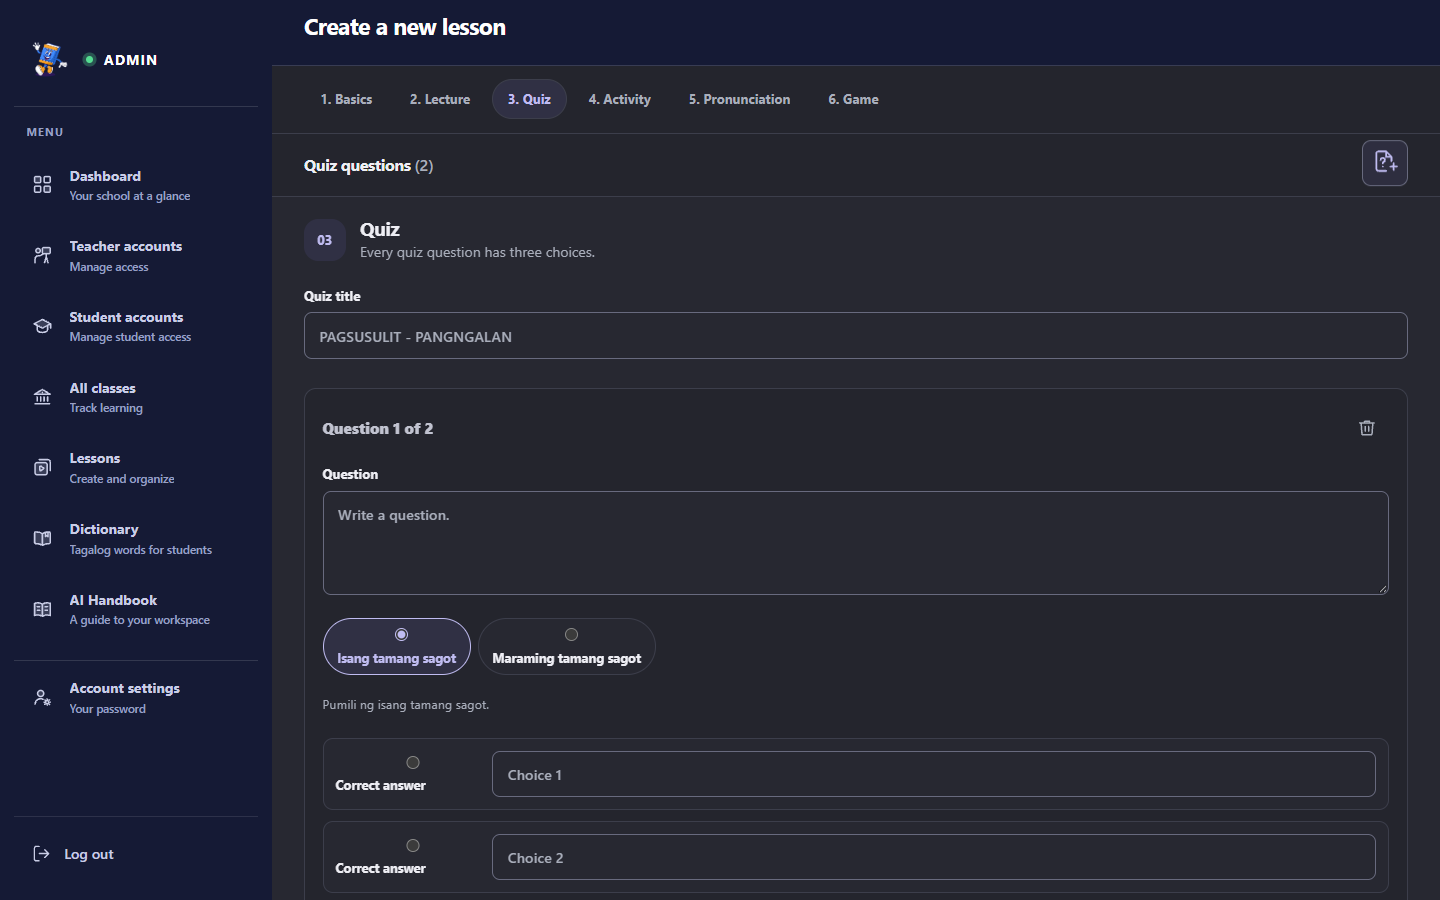 ADMIN
MENU
Dashboard
Your school at a glance
Teacher accounts
Manage access
Student accounts
Manage student access
All classes
Track learning
Lessons
Create and organize
Dictionary
Tagalog words for students
AI Handbook
A guide to your workspace
Account settings
Your password
Log out
Create a new lesson
1. Basics
2. Lecture
3. Quiz
4. Activity
5. Pronunciation
6. Game
Quiz questions (2)
03
Quiz
Every quiz question has three choices.
Quiz title
PAGSUSULIT - PANGNGALAN
Question 1 of 2
Question
Write a question.
Isang tamang sagot
Maraming tamang sagot
Pumili ng isang tamang sagot.
Correct answer
Choice 1
Correct answer
Choice 2